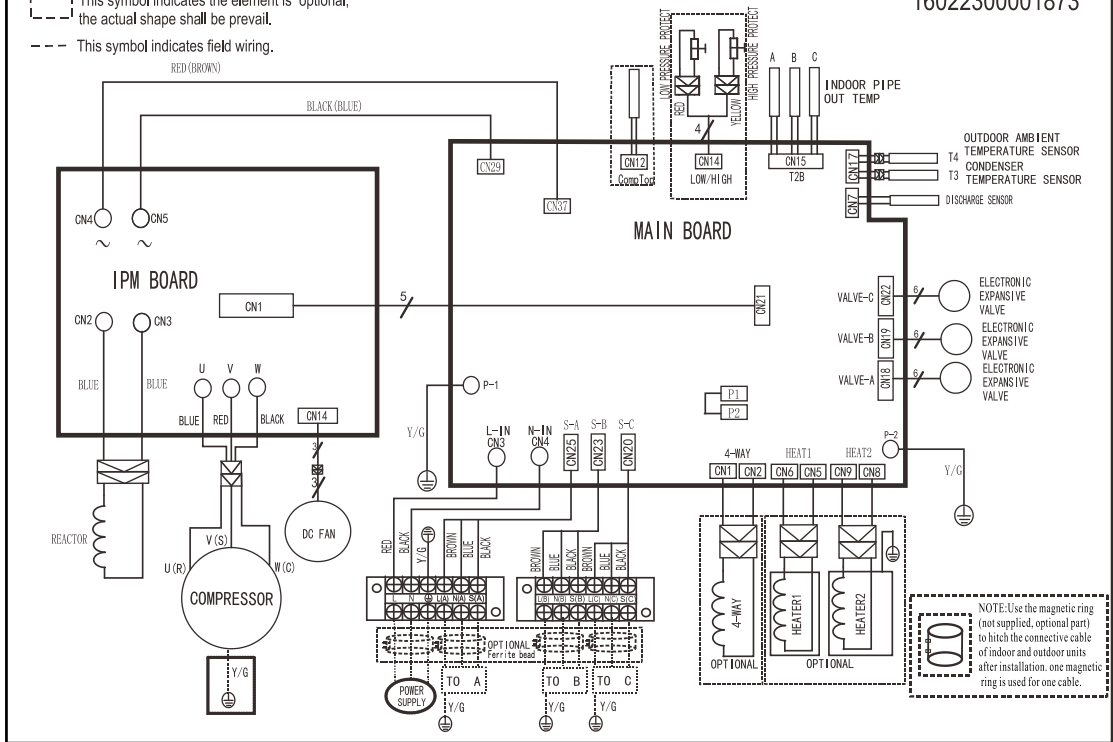 This symbol indicates the element is optional,
the actual shape shall be prevail.
This symbol indicates field wiring.
16022300001873
RED(BROWN)
BLACK(BLUE)
LOW PRESSURE PROTECT
HIGH PRESSURE PROTECT
RED
YELLOW
4
A B C
INDOOR PIPE
OUT TEMP
CN12
CompTop
CN14
LOW/HIGH
CN15
T2B
CN17
T4
OUTDOOR AMBIENT
TEMPERATURE SENSOR
T3
CONDENSER
TEMPERATURE SENSOR
CN7
DISCHARGE SENSOR
CN29
CN37
MAIN BOARD
CN4
CN5
IPM BOARD
CN1
5
CN21
CN2
CN3
BLUE
BLUE
U V W
BLUE
RED
BLACK
CN14
3
3
DC FAN
REACTOR
U(R)
V(S)
W(C)
COMPRESSOR
Y/G
VALVE-C
CN22
6
ELECTRONIC
EXPANSIVE
VALVE
VALVE-B
CN19
6
ELECTRONIC
EXPANSIVE
VALVE
VALVE-A
CN18
6
ELECTRONIC
EXPANSIVE
VALVE
P-1
Y/G
P1
P2
P-2
Y/G
L-IN
CN3
N-IN
CN4
S-A
CN25
S-B
CN23
S-C
CN20
4-WAY
CN1 CN2
HEAT1
CN6 CN5
HEAT2
CN9 CN8
RED
BLACK
Y/G
BROWN
BLUE
BLACK
BROWN
BLUE
BLACK
BROWN
BLUE
BLACK
L N L(A) N(A) S(A)
L(B) N(B) S(B) L(C) N(C) S(C)
OPTIONAL
Ferrite bead
POWER
SUPPLY
TO A
Y/G
TO B
Y/G
TO C
Y/G
4-WAY
OPTIONAL
HEATER1
HEATER2
OPTIONAL
NOTE:Use the magnetic ring
(not supplied, optional part)
to hitch the connective cable
of indoor and outdoor units
after installation. one magnetic
ring is used for one cable.